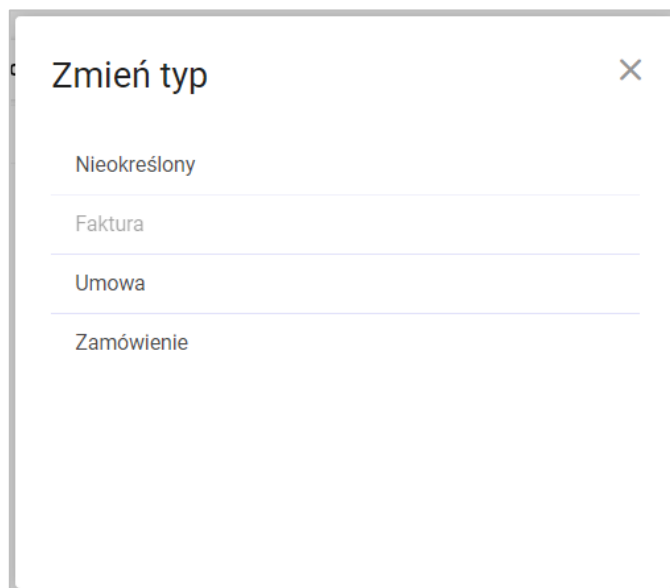 Zmień typ
Nieokreślony
Faktura
Umowa
Zamówienie